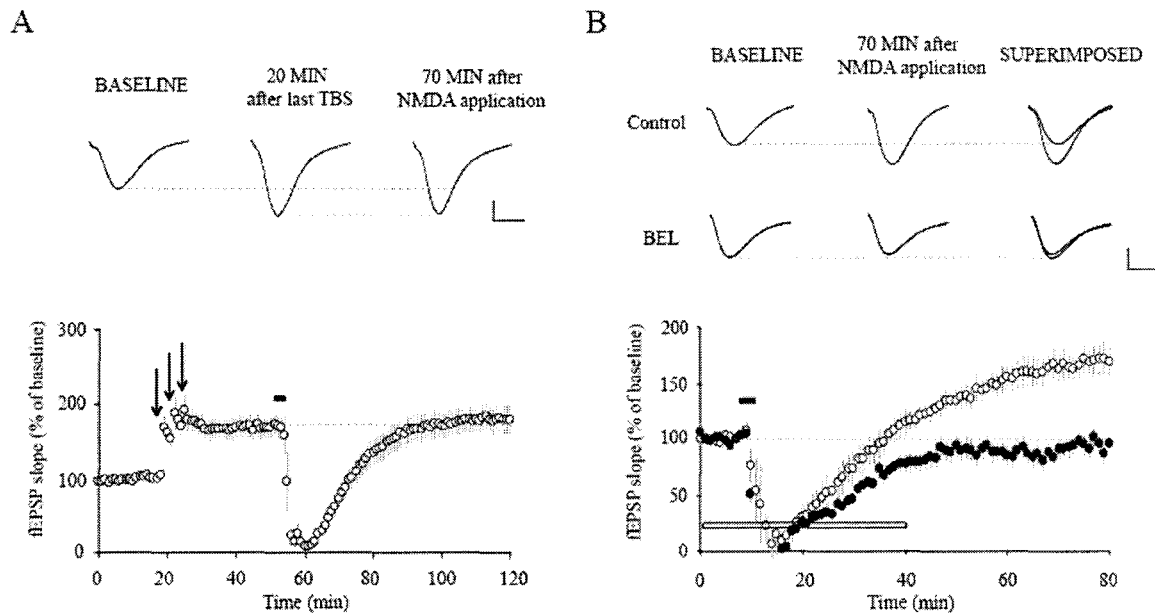 A
BASELINE
20 MIN
after last TBS
70 MIN after
NMDA application
fEPSP slope (% of baseline)
300
200
100
0
0 20 40 60 80 100 120
Time (min)
B
BASELINE
70 MIN after
NMDA application
SUPERIMPOSED
Control
BEL
fEPSP slope (% of baseline)
200
150
100
50
0
0 20 40 60 80
Time (min)